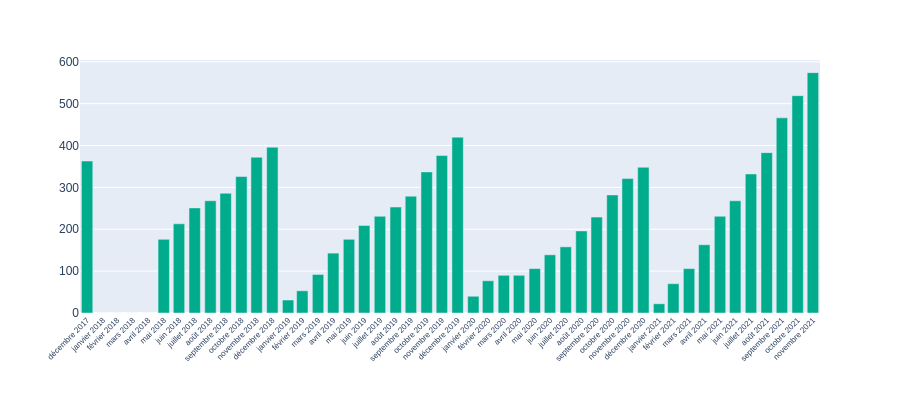 600
500
400
300
200
100
0
décembre 2017
janvier 2018
février 2018
mars 2018
avril 2018
mai 2018
juin 2018
juillet 2018
août 2018
septembre 2018
octobre 2018
novembre 2018
décembre 2018
janvier 2019
février 2019
mars 2019
avril 2019
mai 2019
juin 2019
juillet 2019
août 2019
septembre 2019
octobre 2019
novembre 2019
décembre 2019
janvier 2020
février 2020
mars 2020
avril 2020
mai 2020
juin 2020
juillet 2020
août 2020
septembre 2020
octobre 2020
novembre 2020
décembre 2020
janvier 2021
février 2021
mars 2021
avril 2021
mai 2021
juin 2021
juillet 2021
août 2021
septembre 2021
octobre 2021
novembre 2021